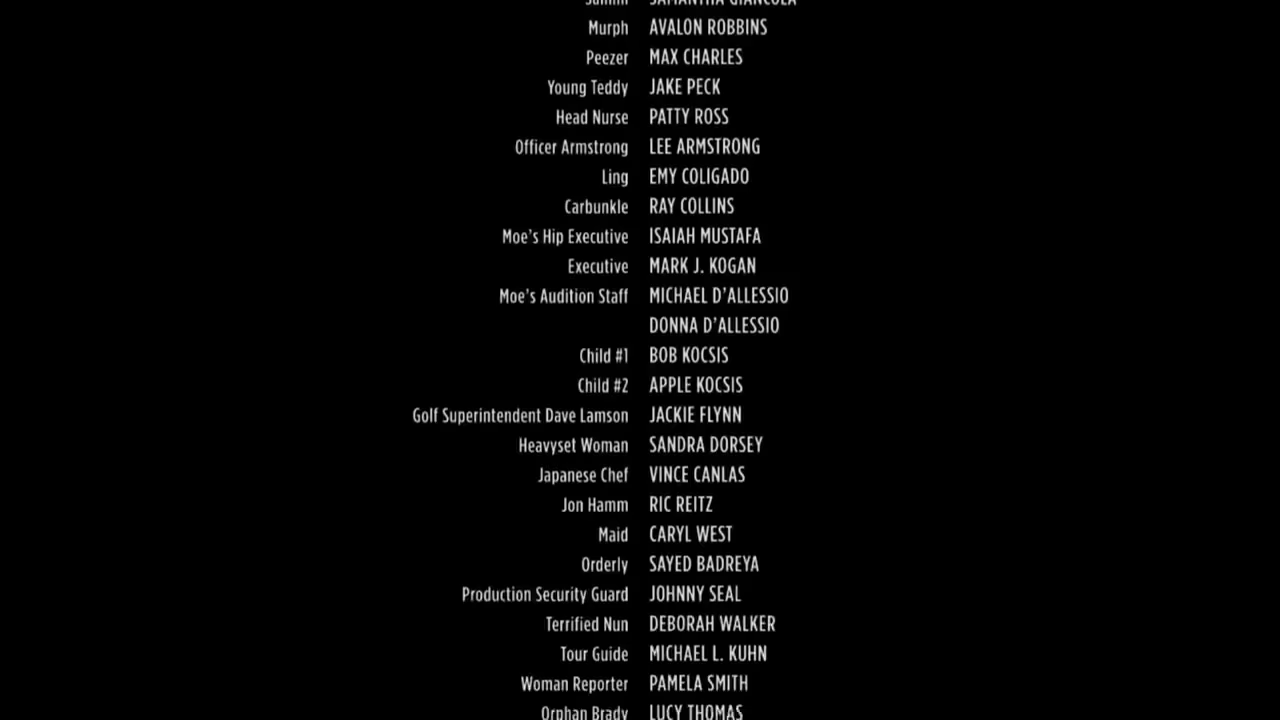 Sammi SAMANTHA GIANCOLA
Murph AVALON ROBBINS
Peezer MAX CHARLES
Young Teddy JAKE PECK
Head Nurse PATTY ROSS
Officer Armstrong LEE ARMSTRONG
Ling EMY COLIGADO
Carbunkle RAY COLLINS
Moe's Hip Executive ISAIAH MUSTAFA
Executive MARK J. KOGAN
Moe's Audition Staff MICHAEL D'ALLESSIO
DONNA D'ALLESSIO
Child #1 BOB KOCSIS
Child #2 APPLE KOCSIS
Golf Superintendent Dave Lamson JACKIE FLYNN
Heavyset Woman SANDRA DORSEY
Japanese Chef VINCE CANLAS
Jon Hamm RIC REITZ
Maid CARYL WEST
Orderly SAYED BADREYA
Production Security Guard JOHNNY SEAL
Terrified Nun DEBORAH WALKER
Tour Guide MICHAEL L. KUHN
Woman Reporter PAMELA SMITH
Orphan Brady LUCY THOMAS